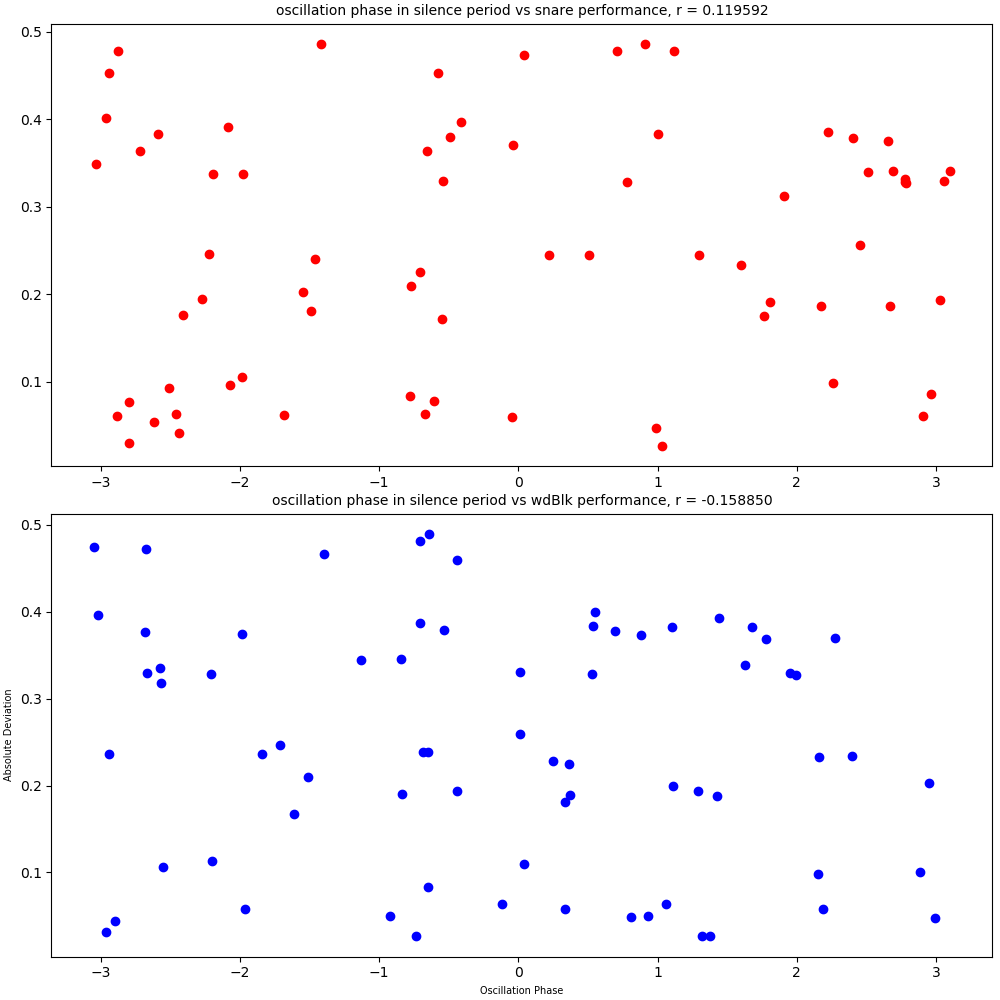 oscillation phase in silence period vs snare performance, r = 0.119592
0.5
0.4
0.3
0.2
0.1
−3 −2 −1 0 1 2 3
oscillation phase in silence period vs wdBlk performance, r = -0.158850
0.5
0.4
0.3
0.2
0.1
Absolute Deviation
−3 −2 −1 0 1 2 3
Oscillation Phase